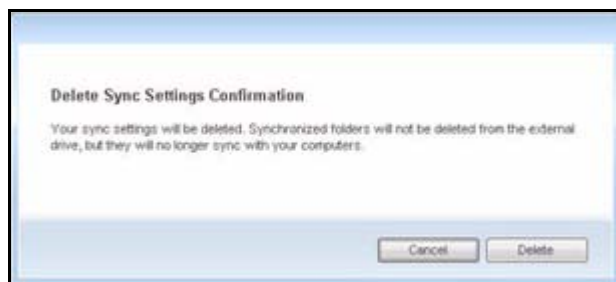 Delete Sync Settings Confirmation
Your sync settings will be deleted. Synchronized folders will not be deleted from the external
drive, but they will no longer sync with your computers.
Cancel Delete